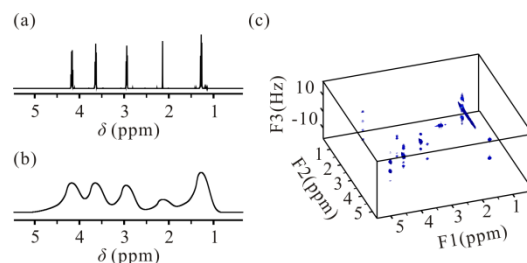 (a)
5 4 3 2 1
δ (ppm)
(b)
5 4 3 2 1
δ (ppm)
(c)
F3(Hz)
10
-10
F2(ppm)
1 2 3 4 5
5 4 3 2 1
F1(ppm)